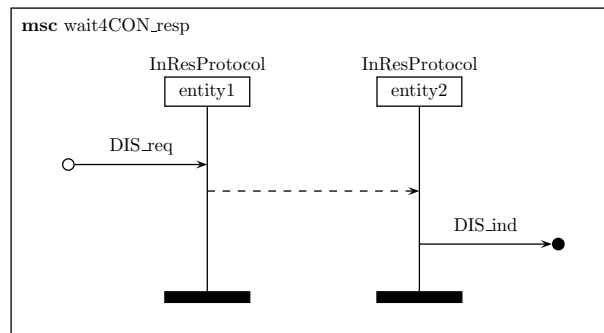 msc wait4CON_resp
InResProtocol InResProtocol
entity1 entity2
DIS_req
DIS_ind